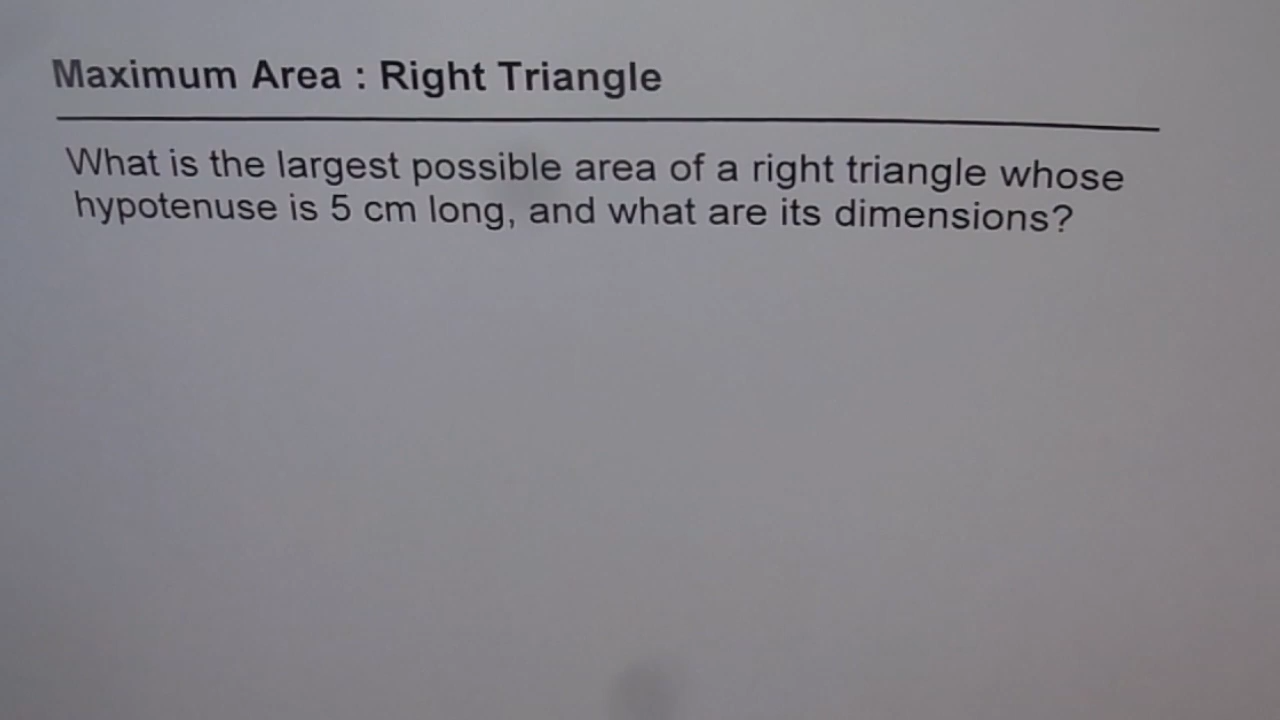 Maximum Area : Right Triangle
What is the largest possible area of a right triangle whose
hypotenuse is 5 cm long, and what are its dimensions?